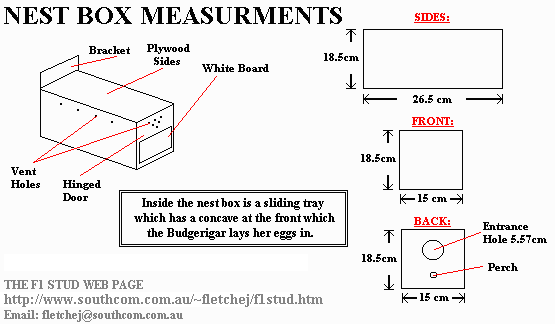 NEST BOX MEASURMENTS
Bracket
Plywood
Sides
White Board
Vent
Holes
Hinged
Door
Inside the nest box is a sliding tray
which has a concave at the front which
the Budgerigar lays her eggs in.
SIDES:
18.5cm
26.5 cm
FRONT:
18.5cm
15 cm
BACK:
18.5cm
15 cm
Entrance
Hole 5.57cm
Perch
THE F1 STUD WEB PAGE
http://www.southcom.com.au/~fletchej/f1stud.htm
Email: fletchej@southcom.com.au